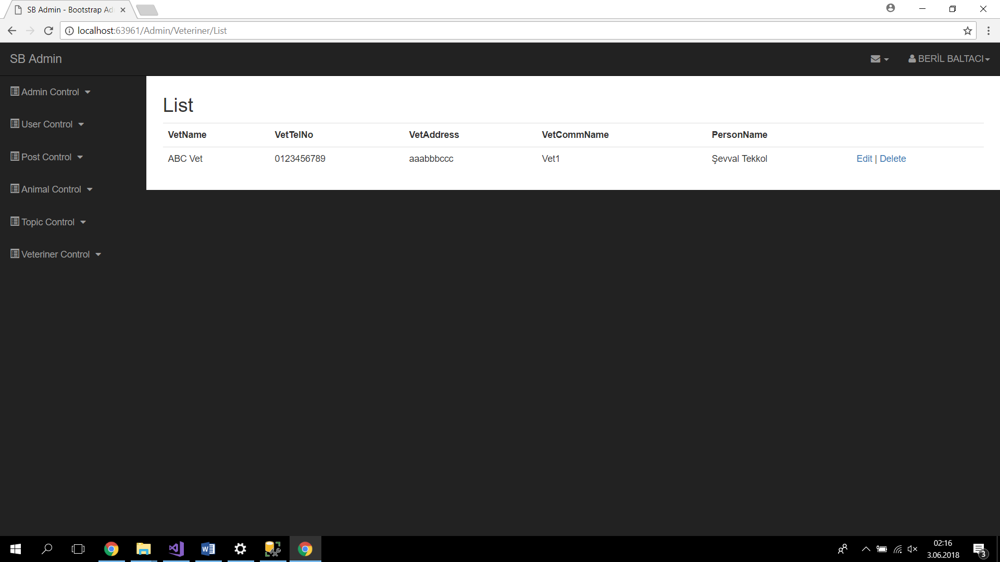 SB Admin - Bootstrap Ad
localhost:63961/Admin/Veteriner/List
SB Admin
BERİL BALTACI
Admin Control
User Control
Post Control
Animal Control
Topic Control
Veteriner Control
List
VetName VetTelNo VetAddress VetCommName PersonName
ABC Vet 0123456789 aaabbbccc Vet1 Şevval Tekkol Edit | Delete
02:16
3.06.2018
3